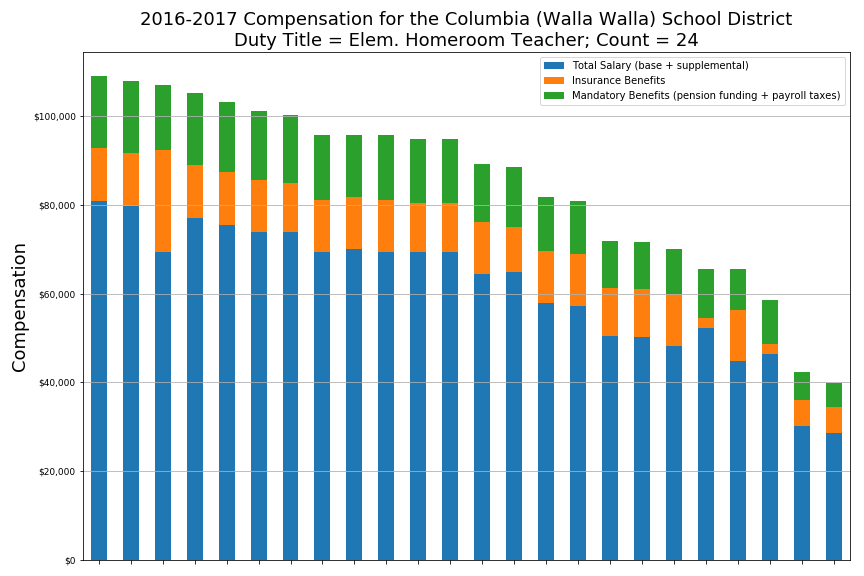 2016-2017 Compensation for the Columbia (Walla Walla) School District
Duty Title = Elem. Homeroom Teacher; Count = 24
Total Salary (base + supplemental)
Insurance Benefits
Mandatory Benefits (pension funding + payroll taxes)
Compensation
$100,000
$80,000
$60,000
$40,000
$20,000
$0